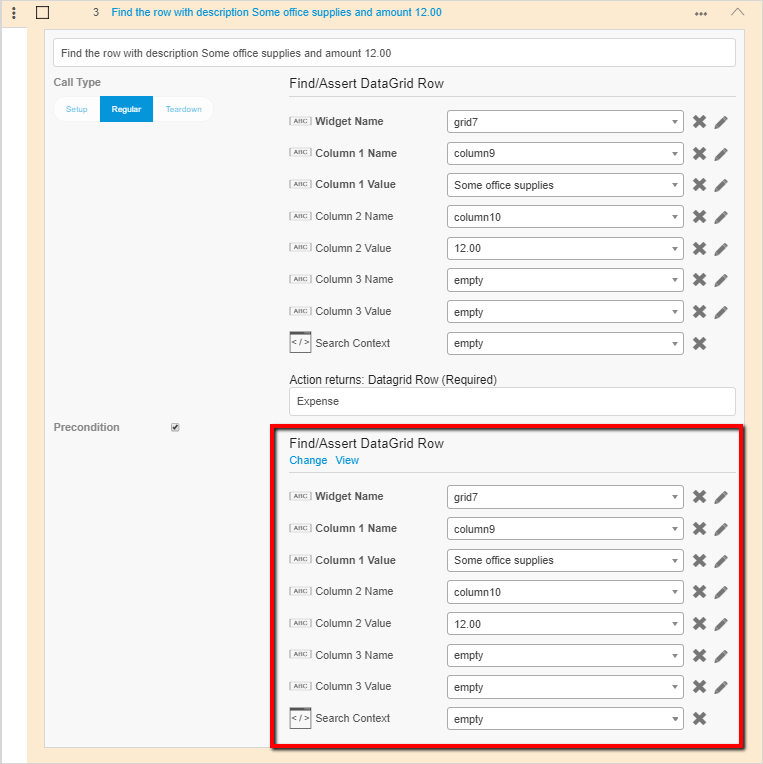 3 Find the row with description Some office supplies and amount 12.00
Find the row with description Some office supplies and amount 12.00
Call Type
Setup Regular Teardown
Find/Assert DataGrid Row
ABC Widget Name grid7
ABC Column 1 Name column9
ABC Column 1 Value Some office supplies
ABC Column 2 Name column10
ABC Column 2 Value 12.00
ABC Column 3 Name empty
ABC Column 3 Value empty
</> Search Context empty
Action returns: Datagrid Row (Required)
Expense
Precondition
Find/Assert DataGrid Row
Change View
ABC Widget Name grid7
ABC Column 1 Name column9
ABC Column 1 Value Some office supplies
ABC Column 2 Name column10
ABC Column 2 Value 12.00
ABC Column 3 Name empty
ABC Column 3 Value empty
</> Search Context empty